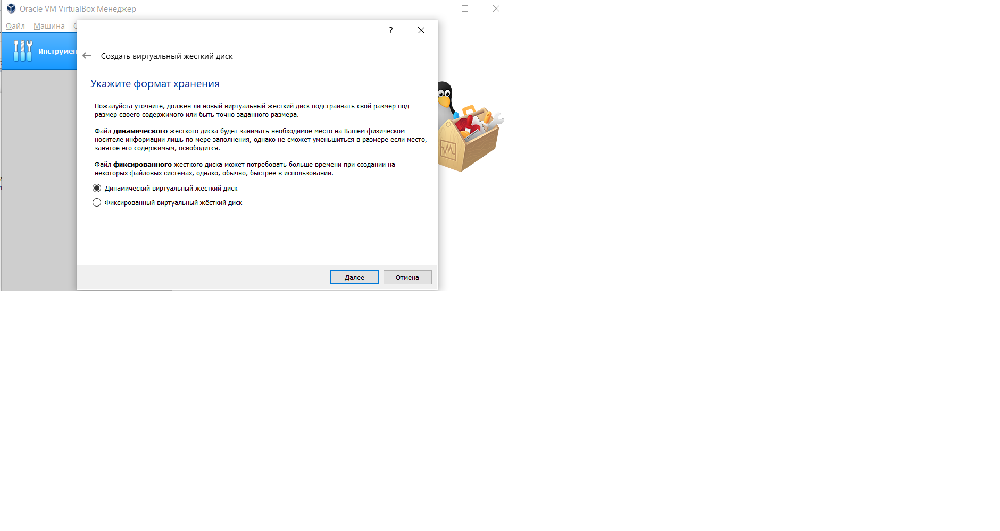 Oracle VM VirtualBox Менеджер
Файл Машина
?
Инструмен
Создать виртуальный жёсткий диск
Укажите формат хранения
Пожалуйста уточните, должен ли новый виртуальный жёсткий диск подстраивать свой размер под
размер своего содержимого или быть точно заданного размера.
Файл динамического жёсткого диска будет занимать необходимое место на Вашем физическом
носителе информации лишь по мере заполнения, однако не сможет уменьшиться в размере если место,
занятое его содержимым, освободится.
Файл фиксированного жёсткого диска может потребовать больше времени при создании на
некоторых файловых системах, однако, обычно, быстрее в использовании.
Динамический виртуальный жёсткий диск
Фиксированный виртуальный жёсткий диск
Далее Отмена